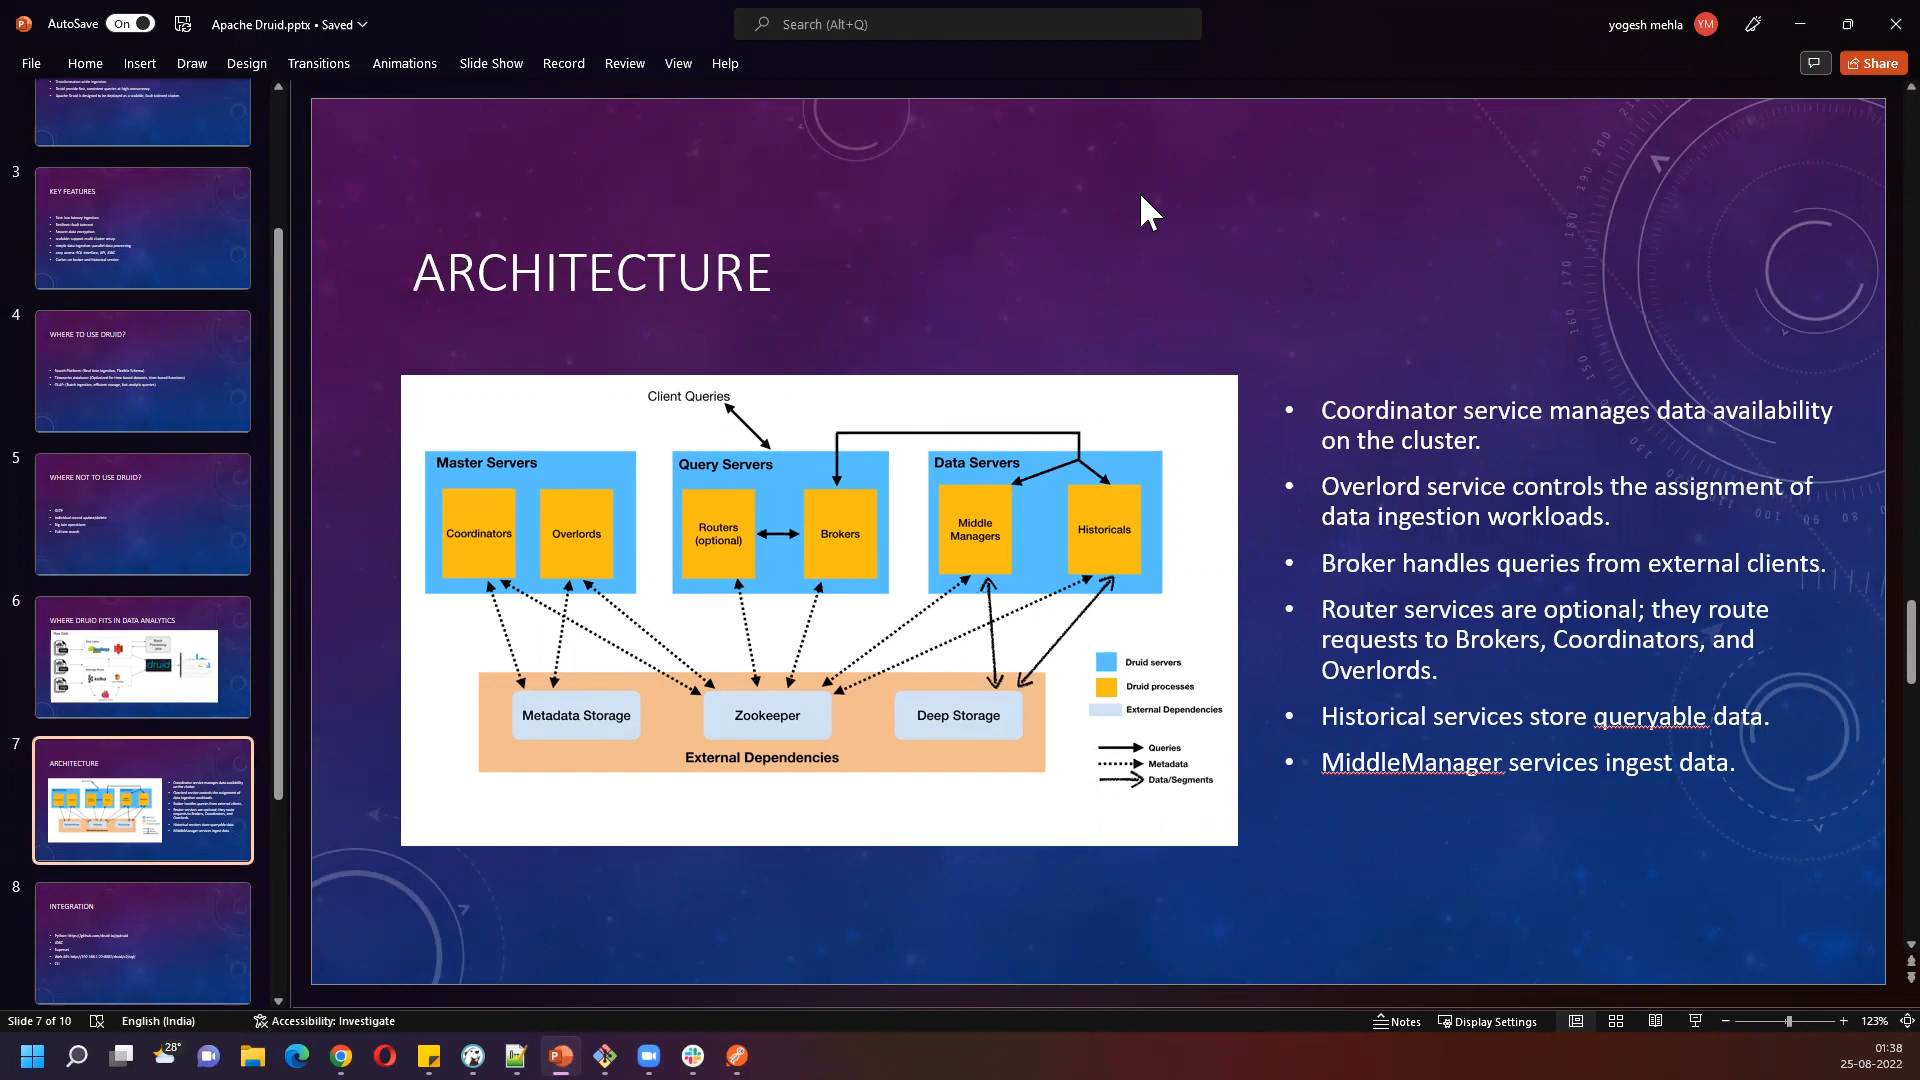 AutoSave On Apache Druid.pptx • Saved Search (Alt+Q) yogesh mehla YM
File Home Insert Draw Design Transitions Animations Slide Show Record Review View Help Share
3
KEY FEATURES
4
WHERE TO USE DRUID?
5
WHERE NOT TO USE DRUID?
6
WHERE DRUID FITS IN DATA ANALYTICS
7
ARCHITECTURE
8
INTEGRATION
ARCHITECTURE
Client Queries
Master Servers
Query Servers
Data Servers
Coordinators
Overlords
Routers
(optional)
Brokers
Middle
Managers
Historicals
Metadata Storage
Zookeeper
Deep Storage
External Dependencies
Druid servers
Druid processes
External Dependencies
Queries
Metadata
Data/Segments
• Coordinator service manages data availability
on the cluster.
• Overlord service controls the assignment of
data ingestion workloads.
• Broker handles queries from external clients.
• Router services are optional; they route
requests to Brokers, Coordinators, and
Overlords.
• Historical services store queryable data.
• MiddleManager services ingest data.
Slide 7 of 10 English (India) Accessibility: Investigate Notes Display Settings 123%
28°
01:38
25-08-2022